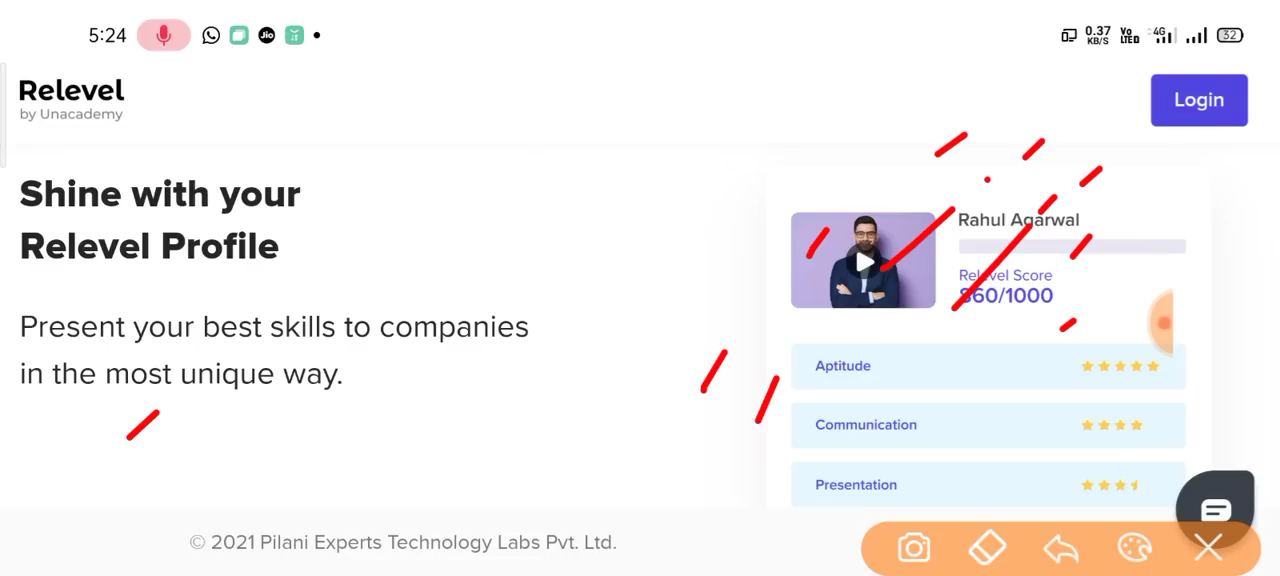 5:24
Jio
0.37
KB/S
Vo
LTED
4G
32
Relevel
by Unacademy
Login
Shine with your
Relevel Profile
Present your best skills to companies
in the most unique way.
Rahul Agarwal
Relevel Score
860/1000
Aptitude
Communication
Presentation
© 2021 Pilani Experts Technology Labs Pvt. Ltd.